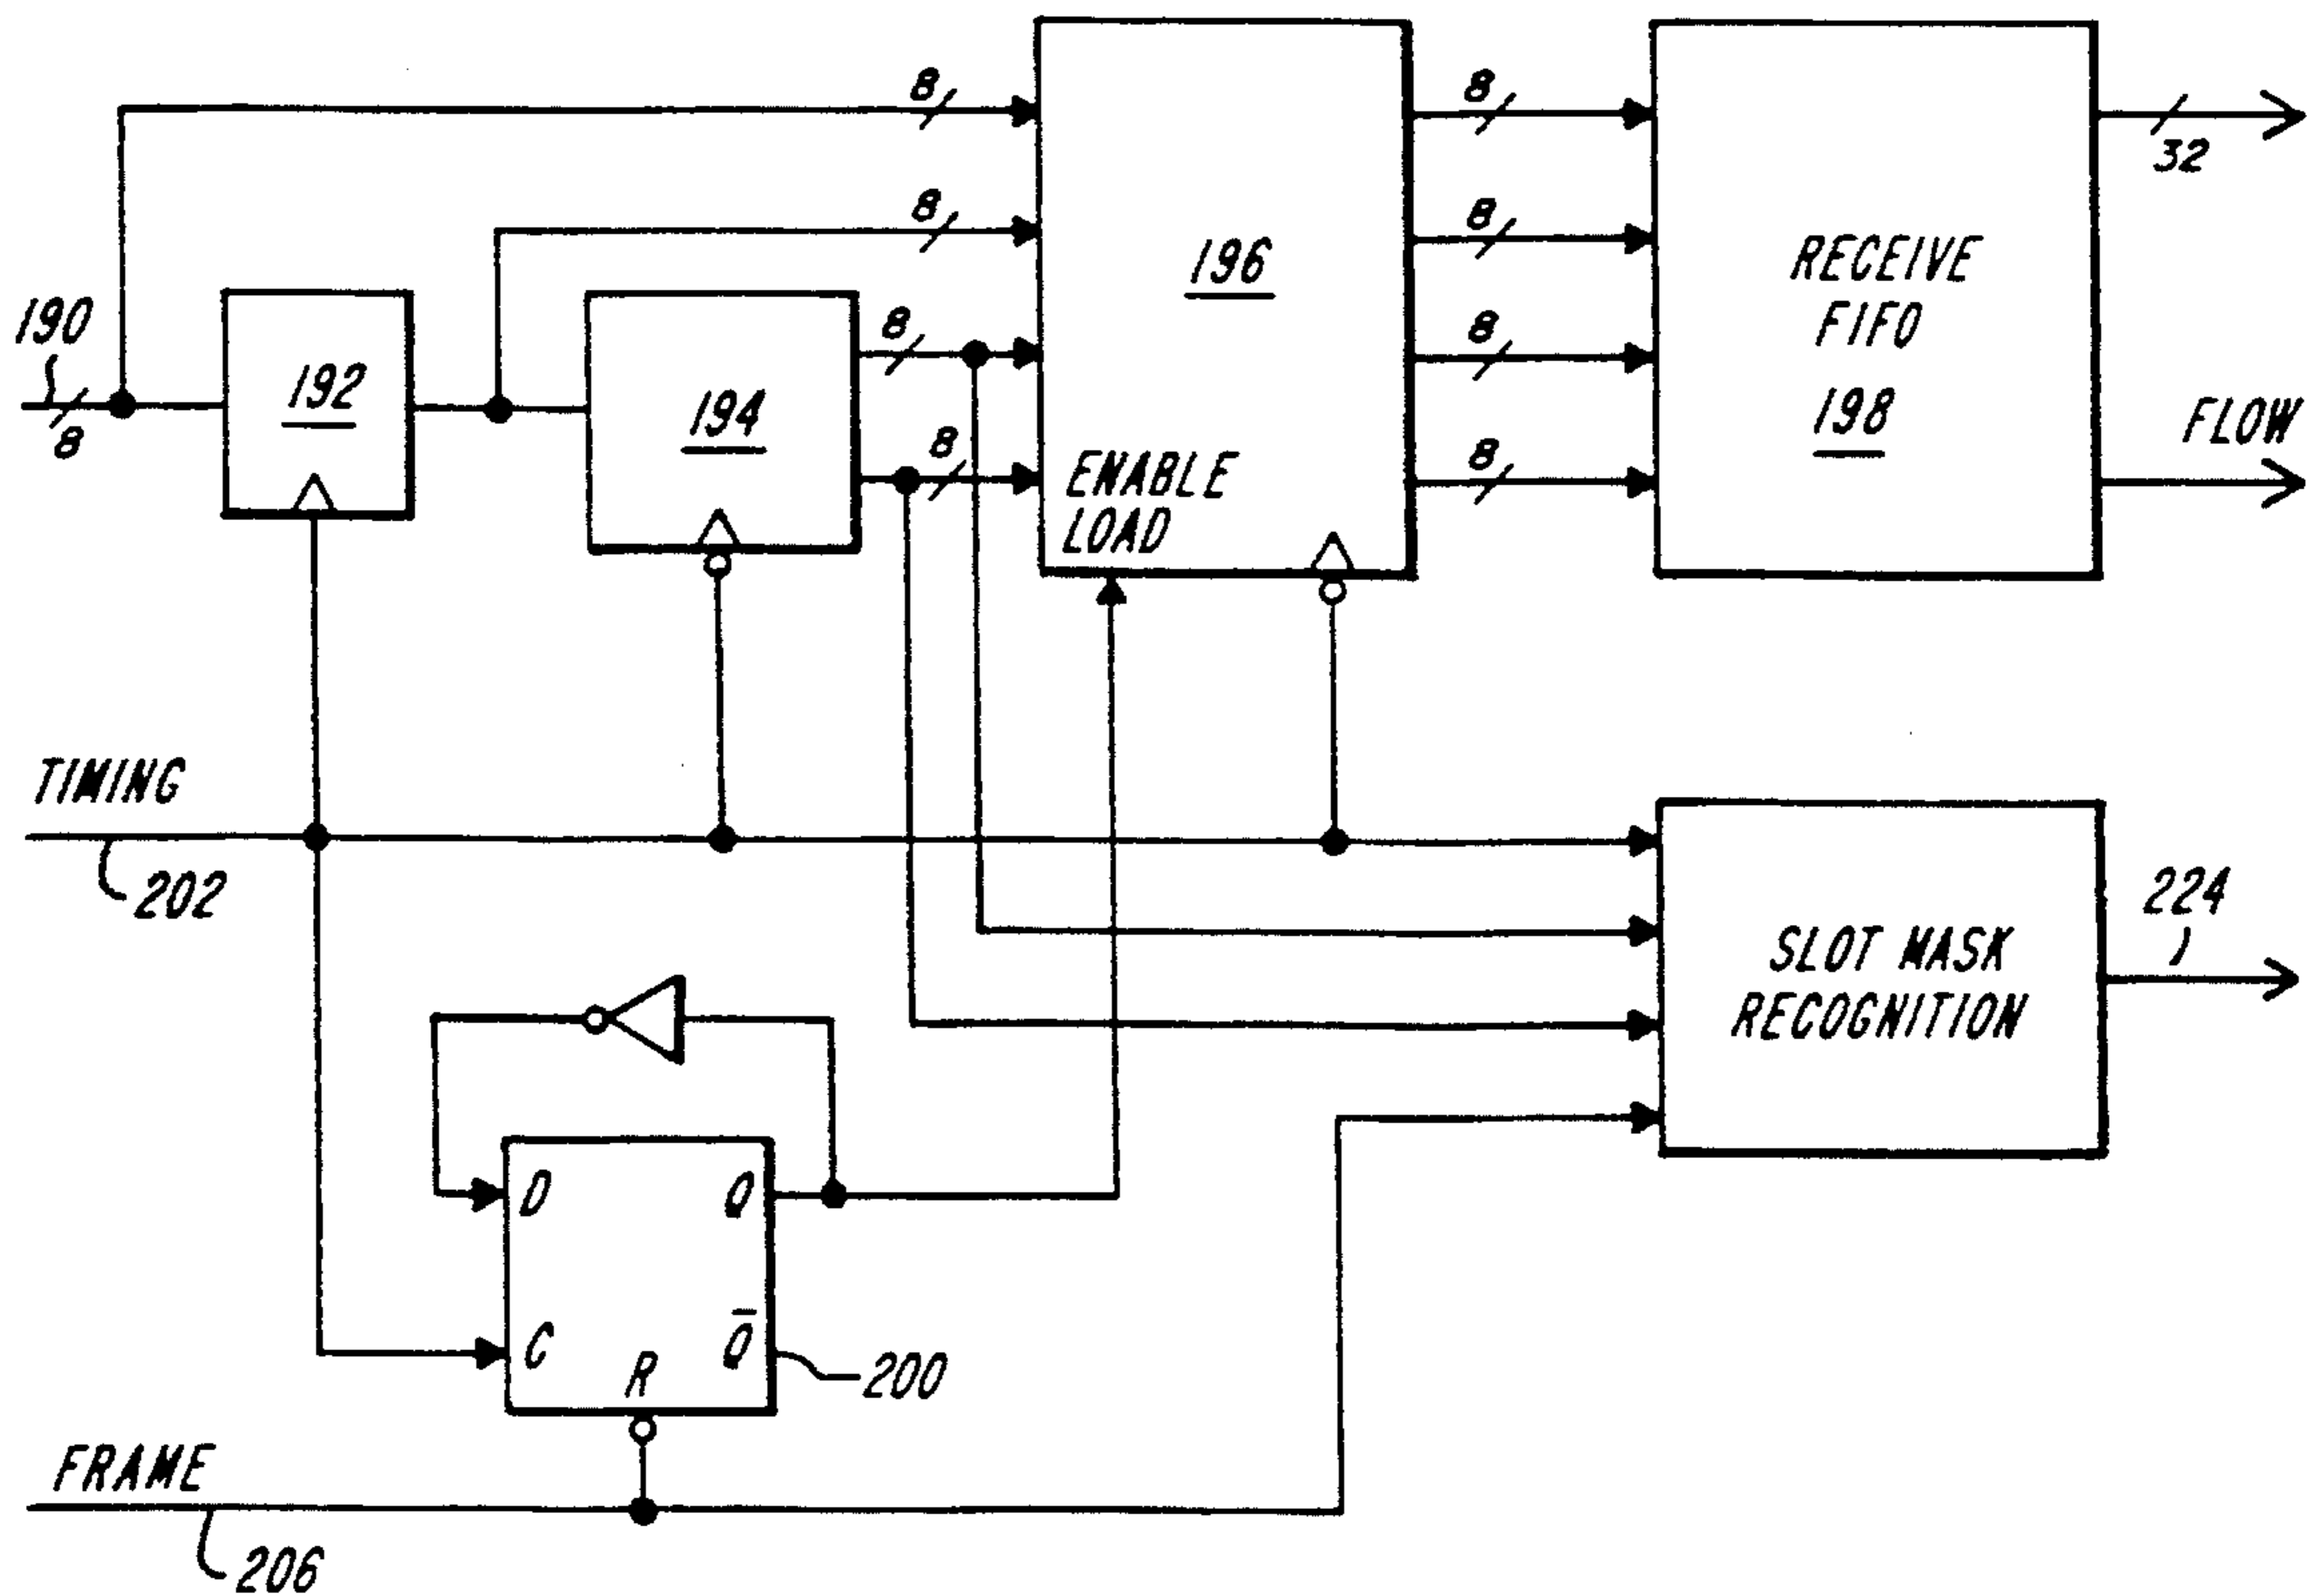 8
8
8
32
8
8
196
RECEIVE
FIFO
198
190
8
192
194
8
8
8
8
ENABLE
LOAD
FLOW
TIMING
202
SLOT MASK
RECOGNITION
224
D
Q
C
R
Q̅
200
FRAME
206